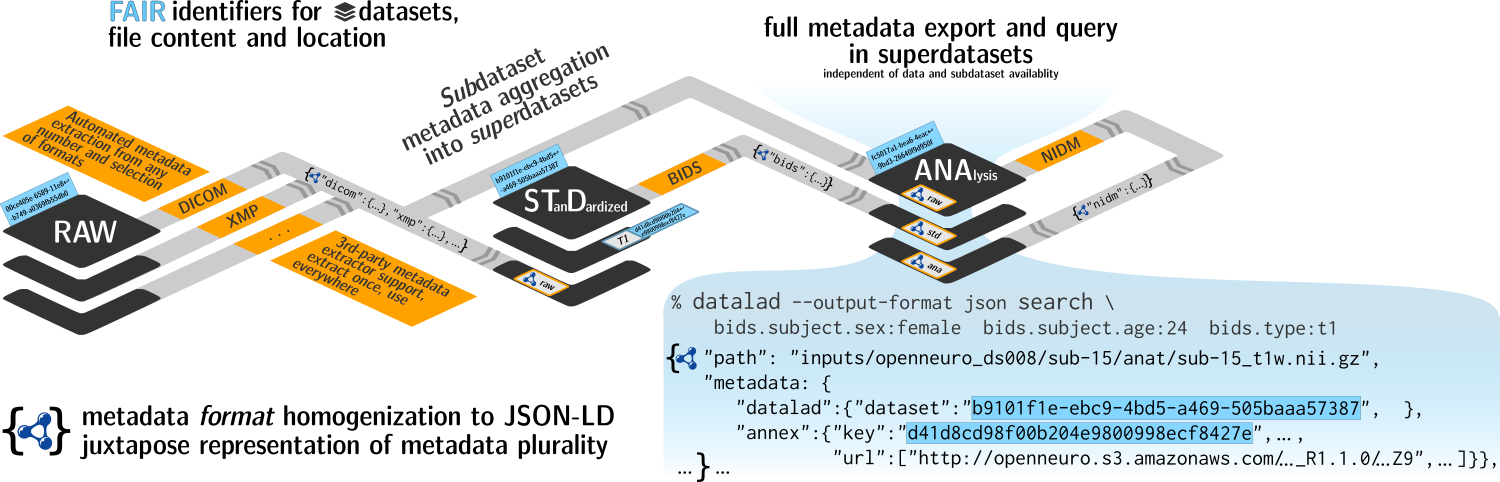 FAIR identifiers for datasets,
file content and location
Subdataset
metadata aggregation
into superdatasets
full metadata export and query
in superdatasets
independent of data and subdataset availablity
Automated metadata
extraction from any
number and selection
of formats
DICOM
XMP
...
3rd-party metadata
extractor support,
extract once, use
everywhere
00ce405e-6589-11e8↵
-b749-a0369fb55db0
RAW
{"dicom":{…}, "xmp":{…},…}
b9101f1e-ebc9-4bd5↵
-a469-505baaa57387
STanDardized
T1
d41d8cd98f00b204↵
e9800998ecf8427e
raw
BIDS
{"bids":{…}}
fc5017a1-bea6-4eac↵
-9bd3-26640f9d950f
ANAlysis
raw
std
ana
NIDM
{"nidm":{…}}
% datalad --output-format json search \
bids.subject.sex:female bids.subject.age:24 bids.type:t1
{ "path": "inputs/openneuro_ds008/sub-15/anat/sub-15_t1w.nii.gz",
"metadata: {
"datalad":{"dataset":"b9101f1e-ebc9-4bd5-a469-505baaa57387", },
"annex":{"key":"d41d8cd98f00b204e9800998ecf8427e",…,
"url":["http://openneuro.s3.amazonaws.com/…_R1.1.0/…Z9",…]}},
…}…
{ } metadata format homogenization to JSON-LD
juxtapose representation of metadata plurality